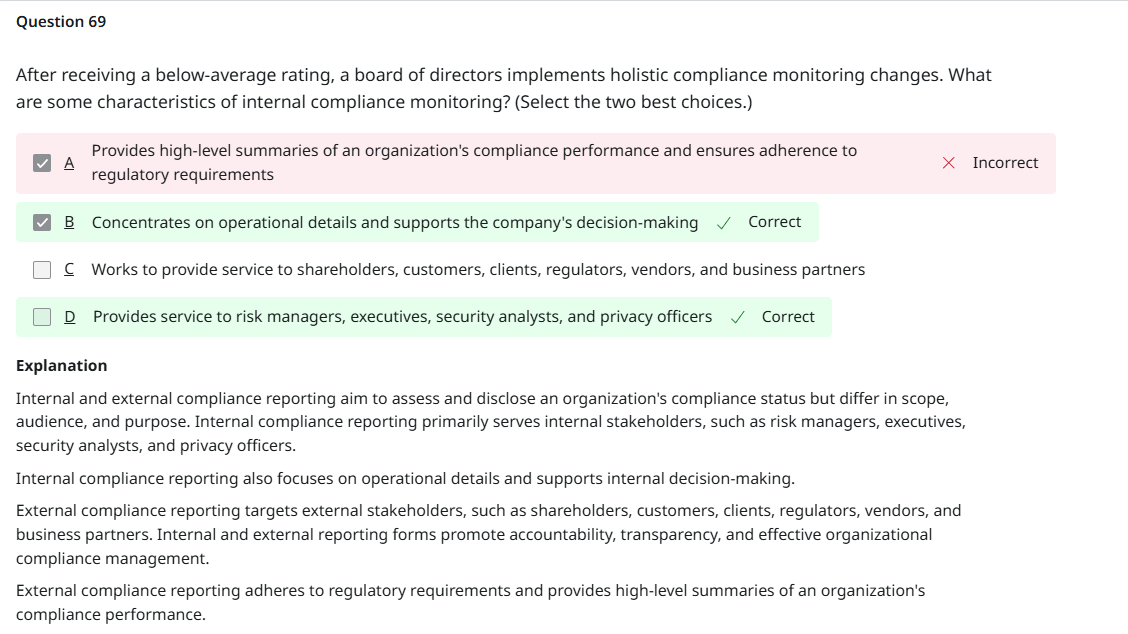 Question 69
After receiving a below-average rating, a board of directors implements holistic compliance monitoring changes. What
are some characteristics of internal compliance monitoring? (Select the two best choices.)
A Provides high-level summaries of an organization's compliance performance and ensures adherence to
regulatory requirements
Incorrect
B Concentrates on operational details and supports the company's decision-making Correct
C Works to provide service to shareholders, customers, clients, regulators, vendors, and business partners
D Provides service to risk managers, executives, security analysts, and privacy officers Correct
Explanation
Internal and external compliance reporting aim to assess and disclose an organization's compliance status but differ in scope,
audience, and purpose. Internal compliance reporting primarily serves internal stakeholders, such as risk managers, executives,
security analysts, and privacy officers.
Internal compliance reporting also focuses on operational details and supports internal decision-making.
External compliance reporting targets external stakeholders, such as shareholders, customers, clients, regulators, vendors, and
business partners. Internal and external reporting forms promote accountability, transparency, and effective organizational
compliance management.
External compliance reporting adheres to regulatory requirements and provides high-level summaries of an organization's
compliance performance.